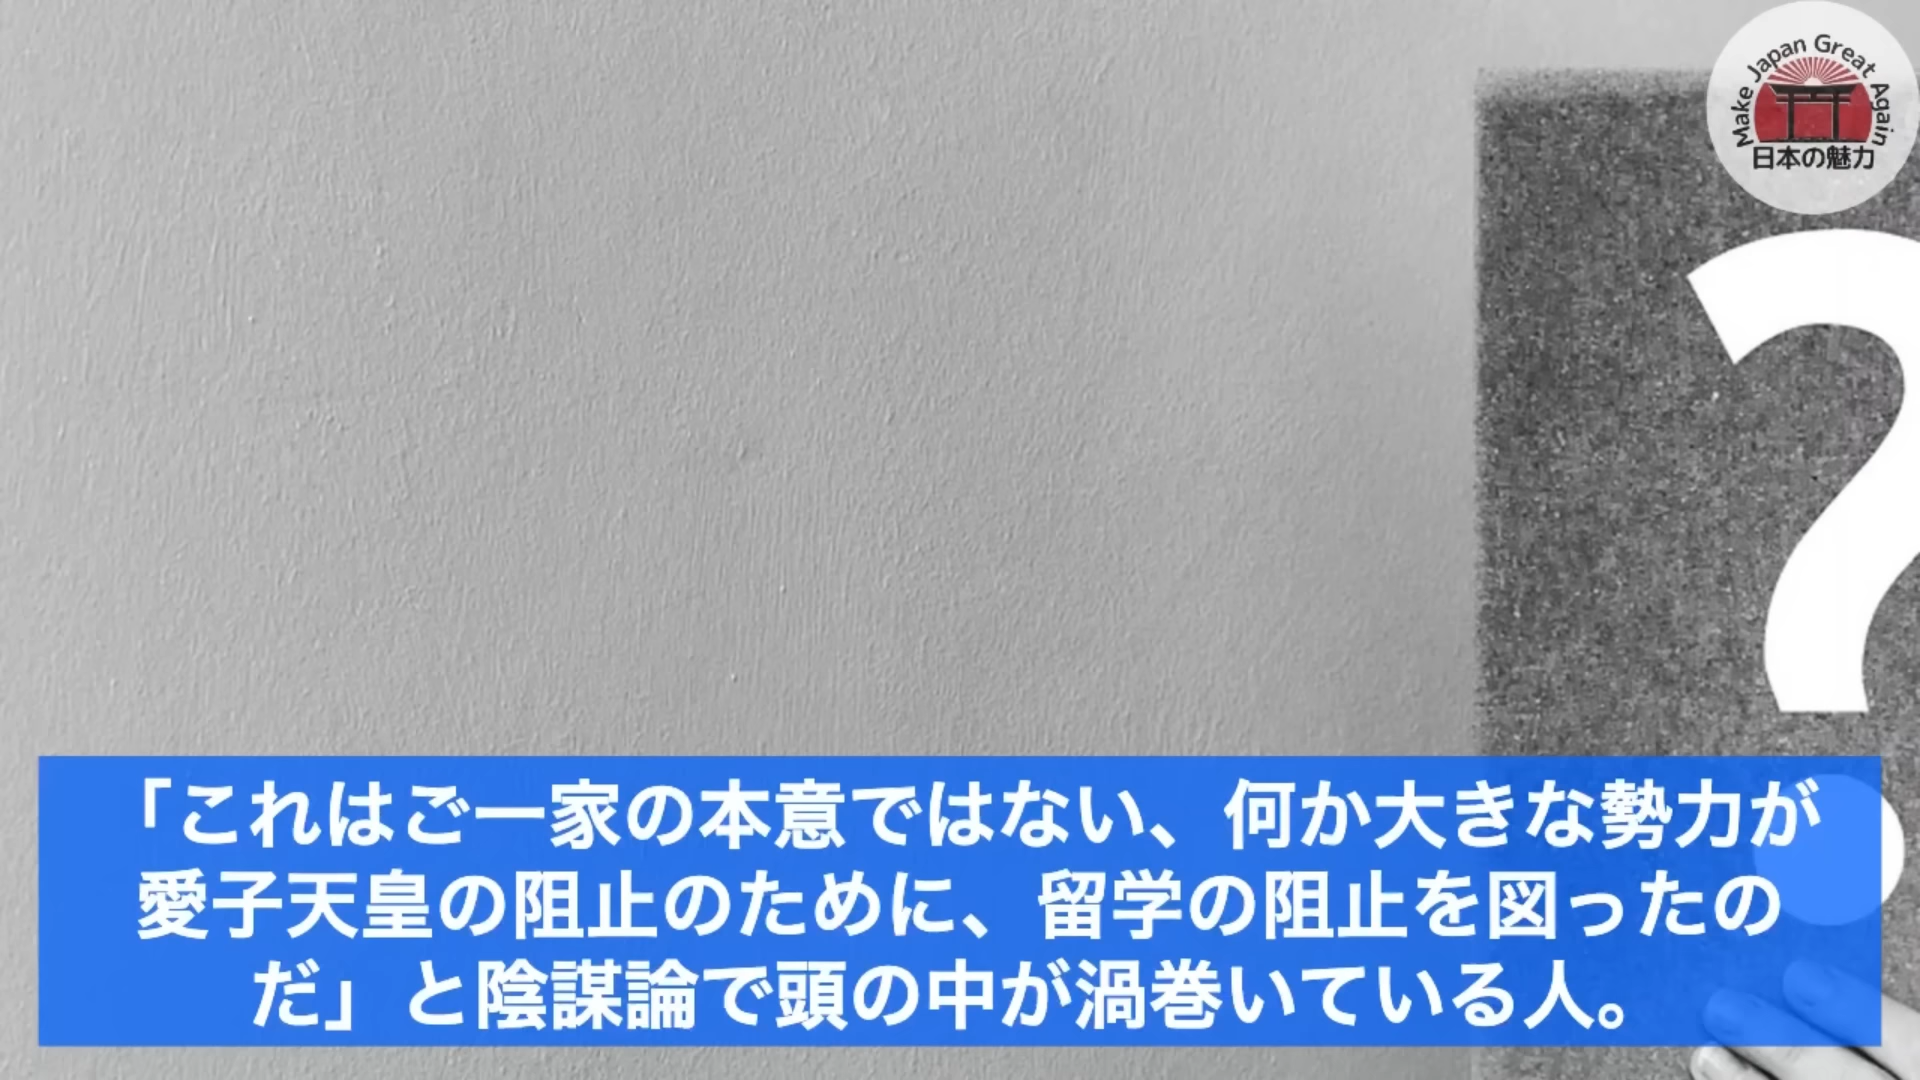 Make Japan Great Again
日本の魅力
「これはご一家の本意ではない、何か大きな勢力が
愛子天皇の阻止のために、留学の阻止を図ったの
だ」と陰謀論で頭の中が渦巻いている人。
?